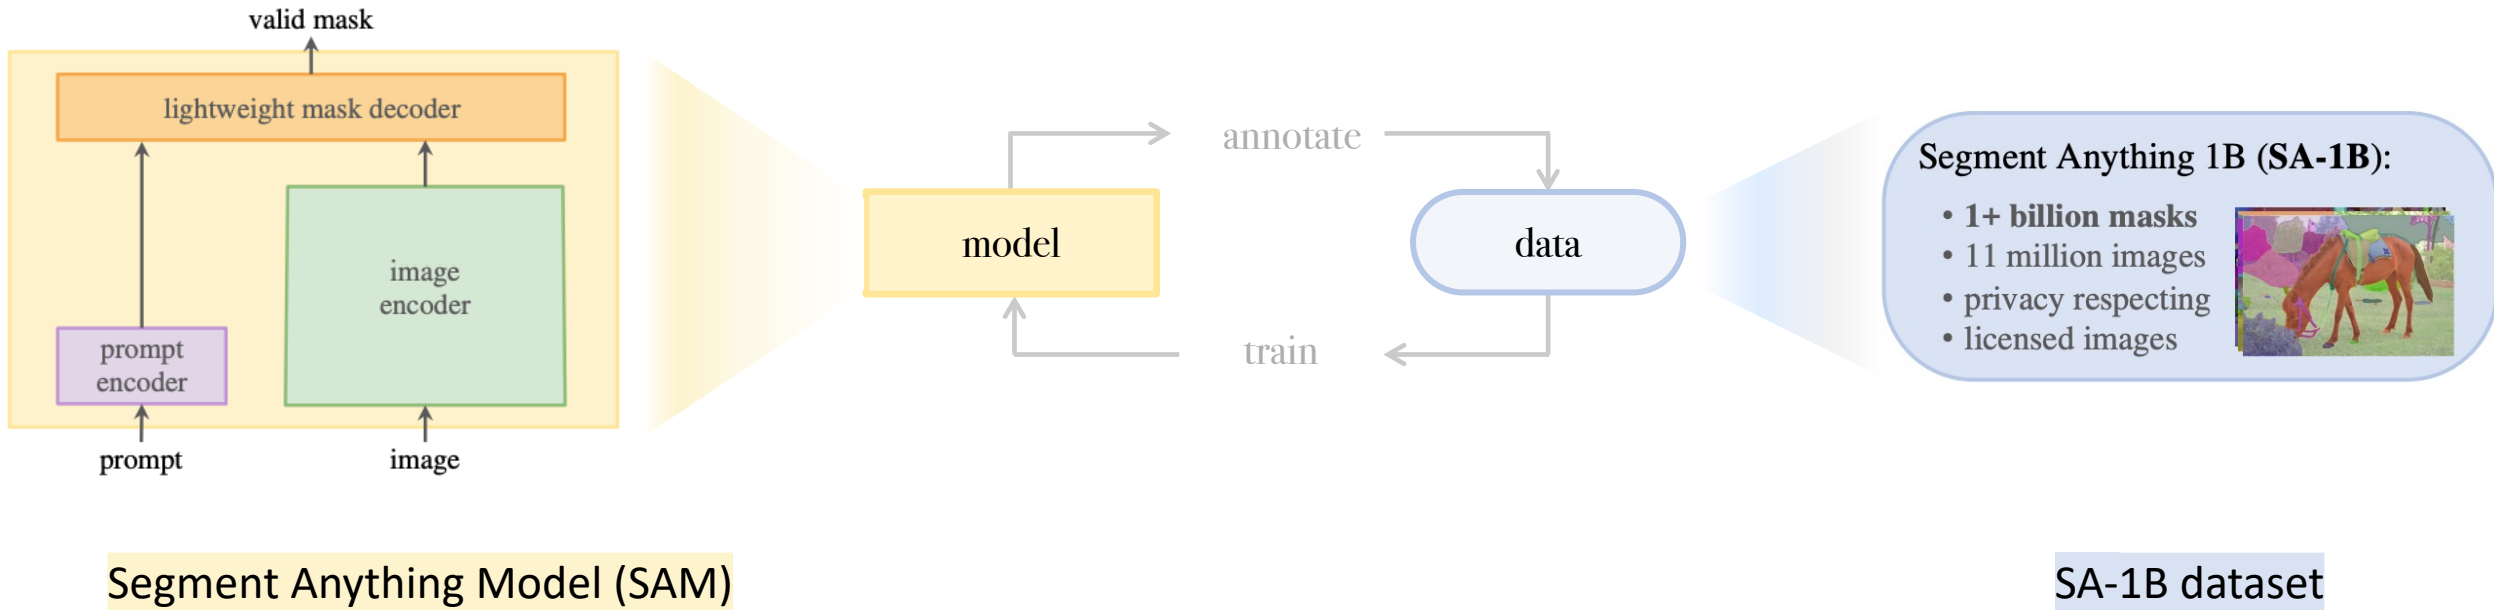 valid mask
lightweight mask decoder
image
encoder
prompt
encoder
prompt
image
annotate
model
data
train
Segment Anything 1B (SA-1B):
• 1+ billion masks
• 11 million images
• privacy respecting
• licensed images
Segment Anything Model (SAM)
SA-1B dataset